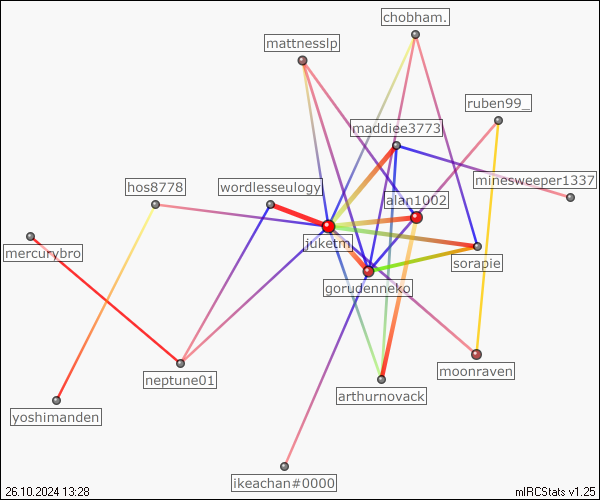 chobham.
mattnesslp
ruben99_
maddiee3773
minesweeper1337
hos8778
wordlesseulogy
alan1002
juketm
mercurybro
sorapie
gorudenneko
moonraven
neptune01
arthurnovack
yoshimanden
ikeachan#0000
26.10.2024 13:28
mIRCStats v1.25